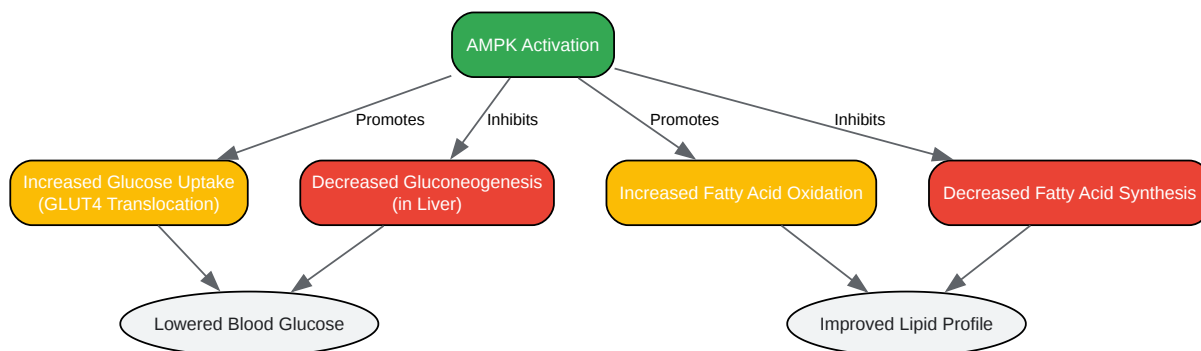 AMPK Activation
Promotes
Inhibits
Promotes
Inhibits
Increased Glucose Uptake
(GLUT4 Translocation)
Decreased Gluconeogenesis
(in Liver)
Increased Fatty Acid Oxidation
Decreased Fatty Acid Synthesis
Lowered Blood Glucose
Improved Lipid Profile